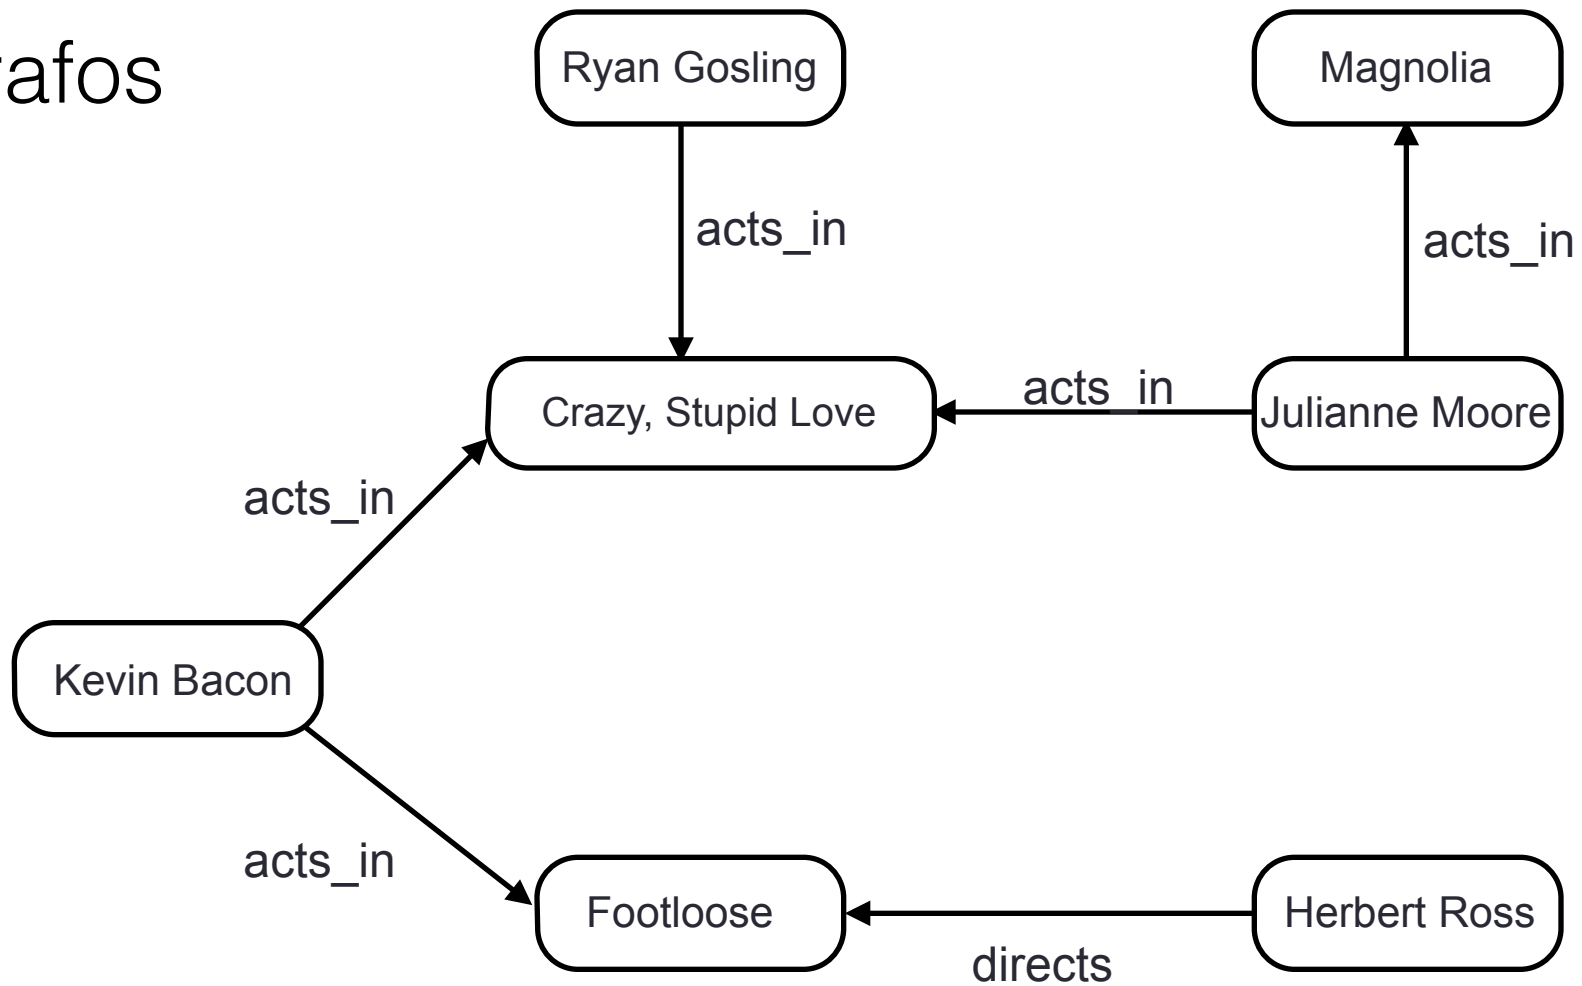 rafos
Ryan Gosling
Magnolia
acts_in
acts_in
Crazy, Stupid Love
acts_in
Julianne Moore
acts_in
Kevin Bacon
acts_in
Footloose
Herbert Ross
directs